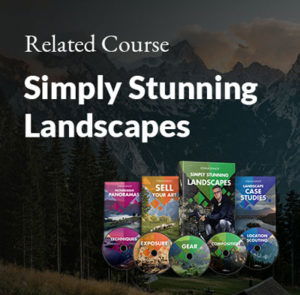 Related Course
Simply Stunning
Landscapes
PANORAMAS
SELL
YOUR ART
SIMPLY STUNNING
LANDSCAPES
LANDSCAPE
CASE
STUDIES
TECHNIQUES
EXPOSURE
GEAR
COMPOSITION
LOCATION
SCOUTING